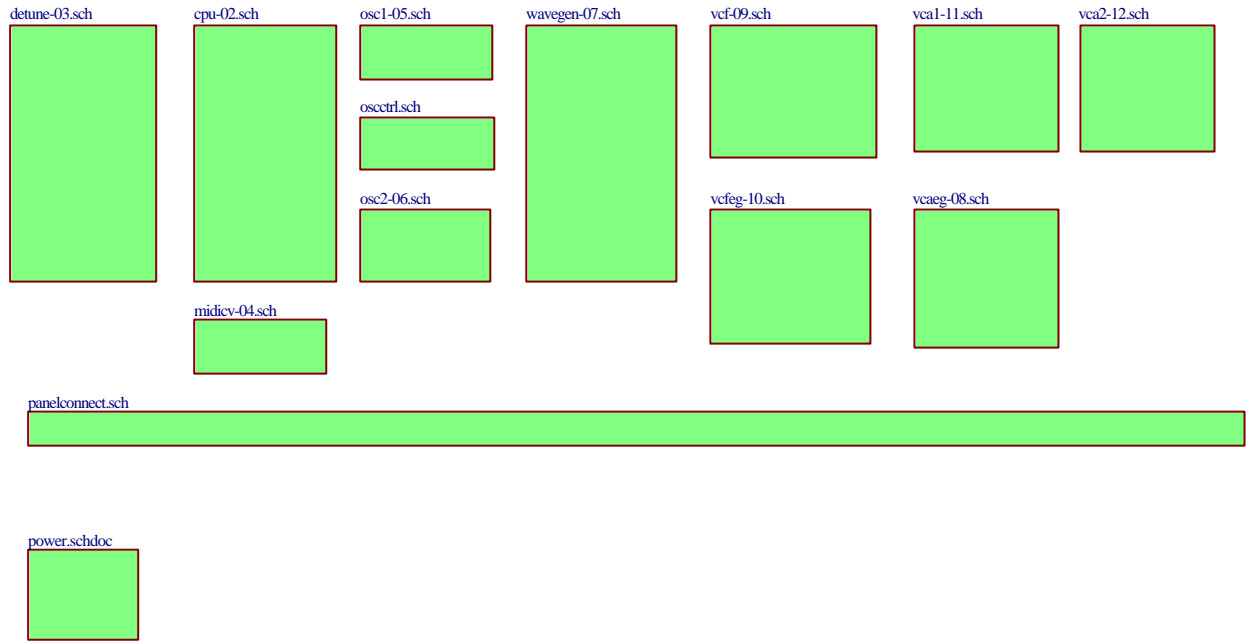 detune-03.sch
cpu-02.sch
osc1-05.sch
wavegen-07.sch
vcf-09.sch
vca1-11.sch
vca2-12.sch
oscctrl.sch
osc2-06.sch
vcfeg-10.sch
vcaeg-08.sch
midicv-04.sch
panelconnect.sch
power.schdoc